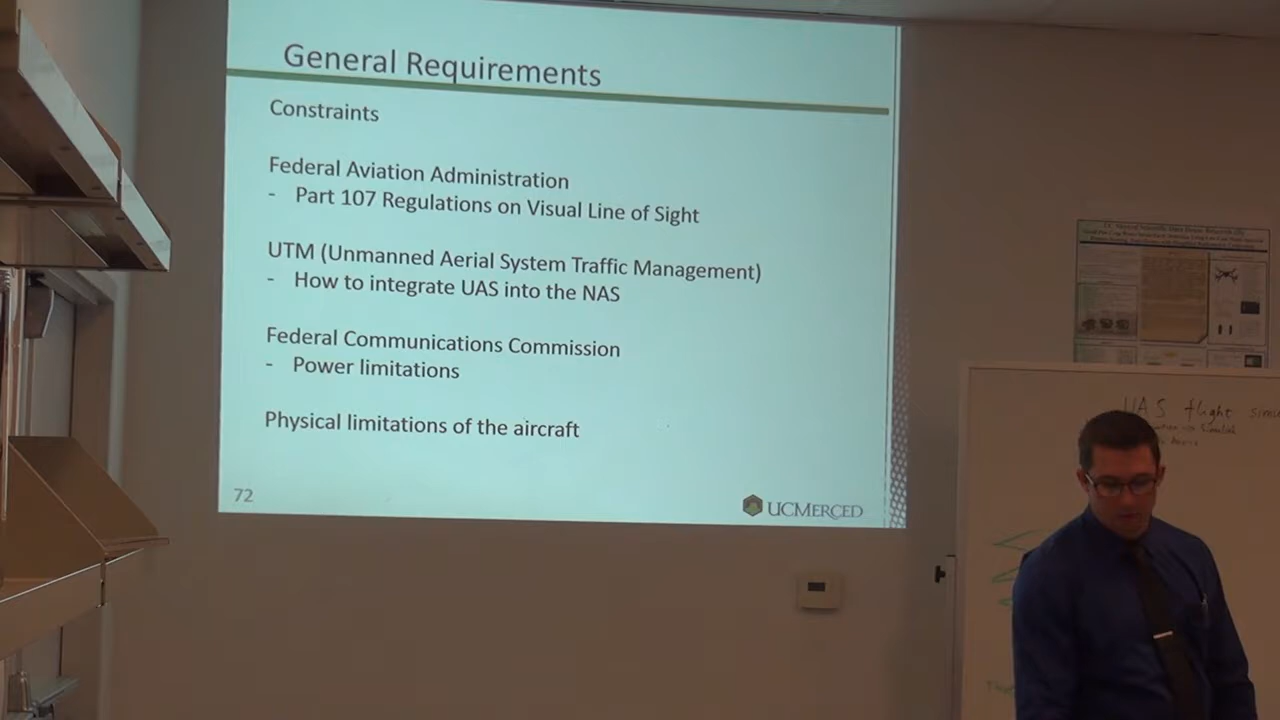 General Requirements
Constraints
Federal Aviation Administration
- Part 107 Regulations on Visual Line of Sight
UTM (Unmanned Aerial System Traffic Management)
- How to integrate UAS into the NAS
Federal Communications Commission
- Power limitations
Physical limitations of the aircraft
72
UCMERCED
UAS flight